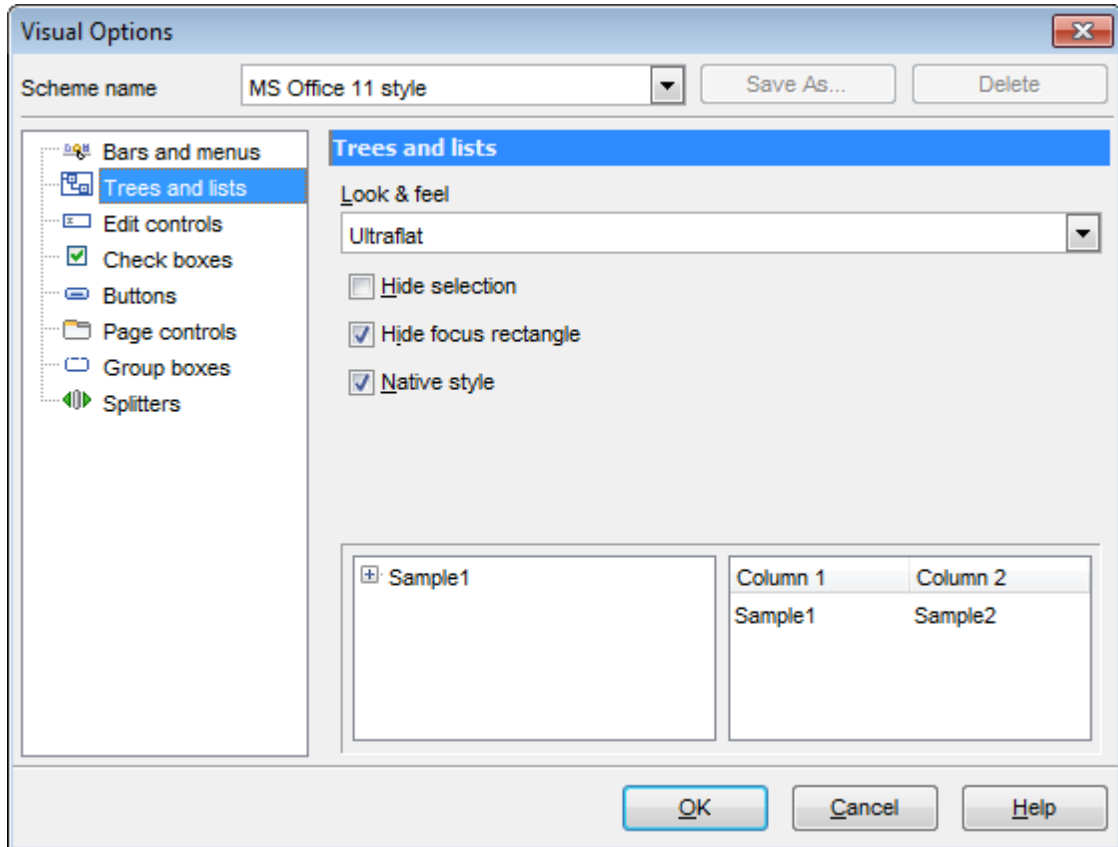 Visual Options
Scheme name MS Office 11 style Save As... Delete
Bars and menus
Trees and lists
Edit controls
Check boxes
Buttons
Page controls
Group boxes
Splitters
Trees and lists
Look & feel
Ultraflat
Hide selection
Hide focus rectangle
Native style
Sample1
Column 1 Column 2
Sample1 Sample2
OK Cancel Help